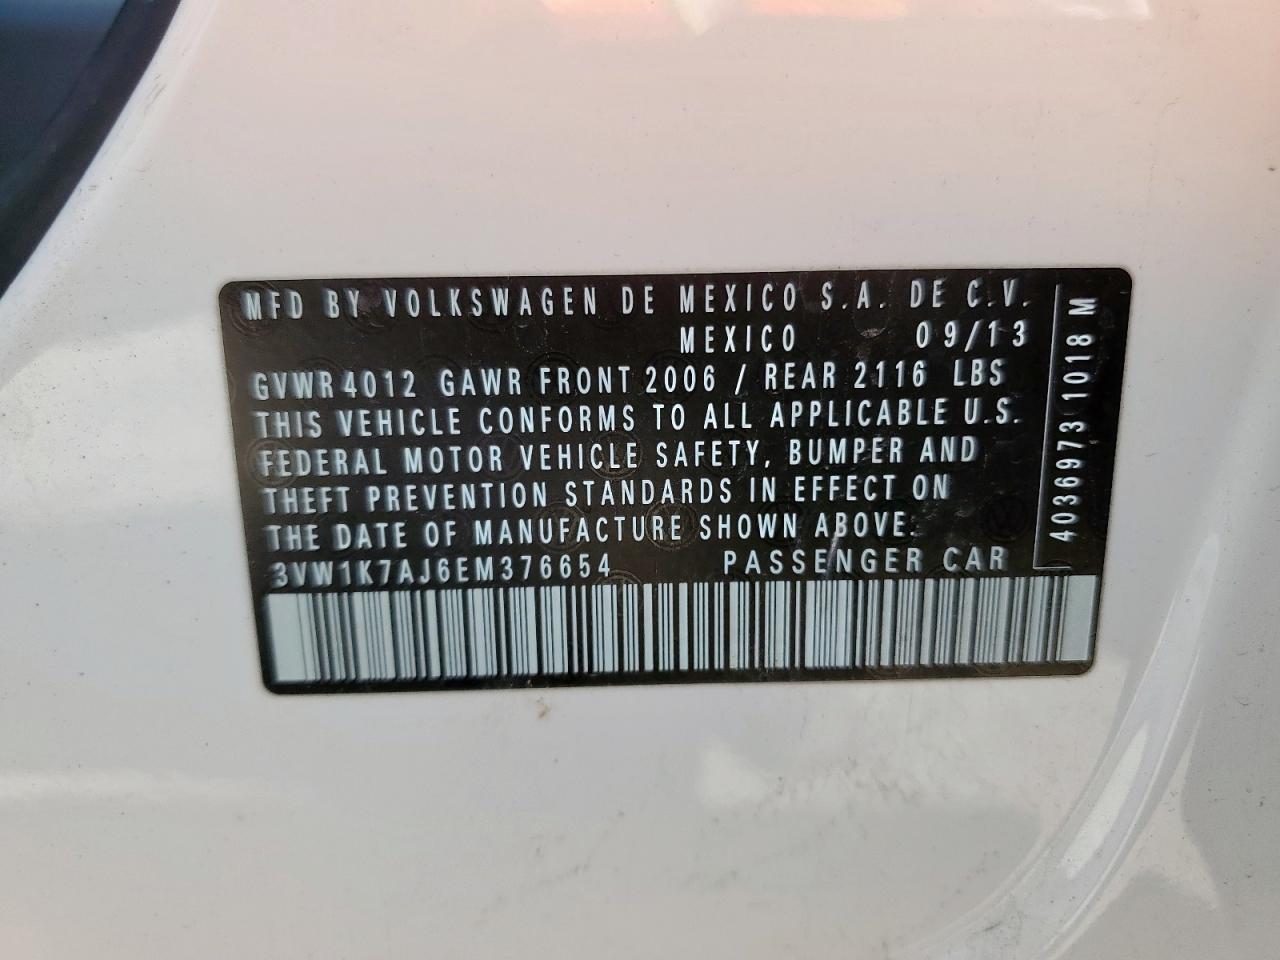 MFD BY VOLKSWAGEN DE MEXICO S.A. DE C.V.
MEXICO 09/13
GVWR 4012 GAWR FRONT 2006 / REAR 2116 LBS
THIS VEHICLE CONFORMS TO ALL APPLICABLE U.S.
FEDERAL MOTOR VEHICLE SAFETY, BUMPER AND
THEFT PREVENTION STANDARDS IN EFFECT ON
THE DATE OF MANUFACTURE SHOWN ABOVE.
3VW1K7AJ6EM376654 PASSENGER CAR
4036973 1018 M